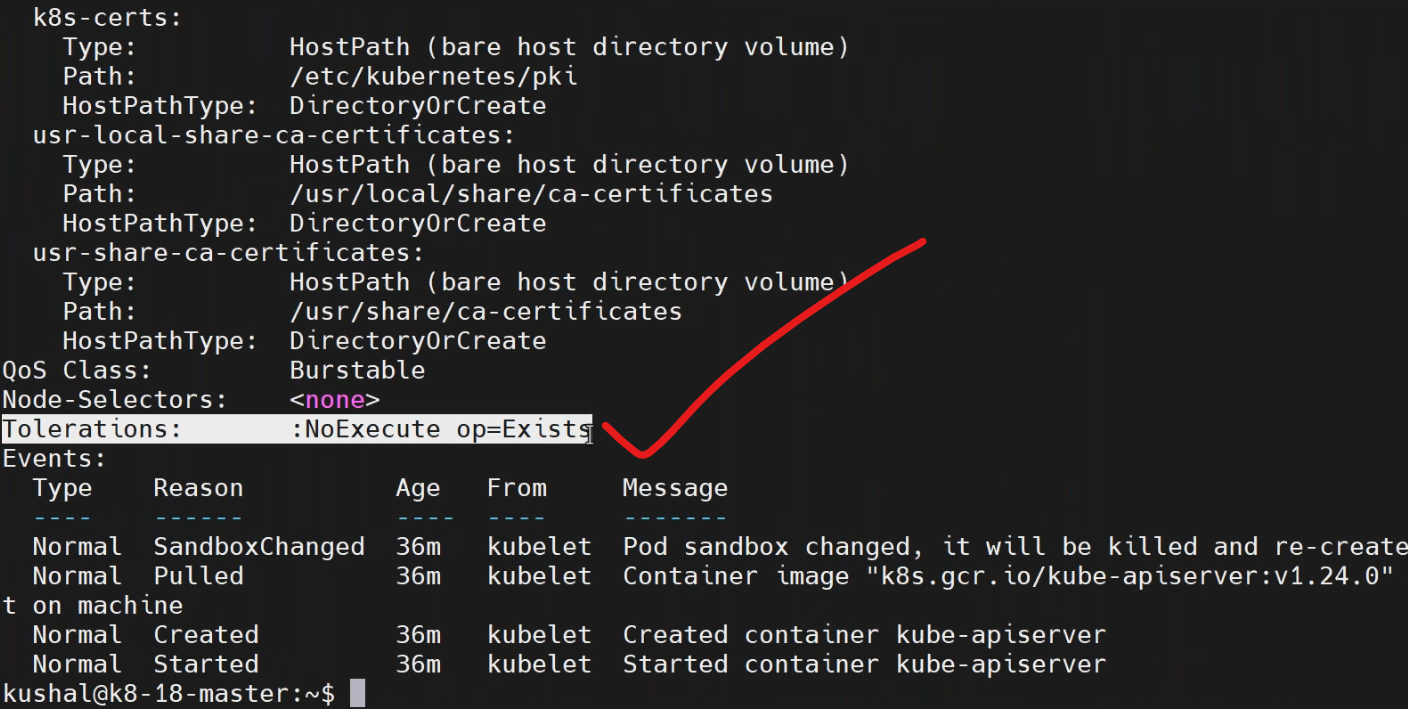 k8s-certs:
Type: HostPath (bare host directory volume)
Path: /etc/kubernetes/pki
HostPathType: DirectoryOrCreate
usr-local-share-ca-certificates:
Type: HostPath (bare host directory volume)
Path: /usr/local/share/ca-certificates
HostPathType: DirectoryOrCreate
usr-share-ca-certificates:
Type: HostPath (bare host directory volume)
Path: /usr/share/ca-certificates
HostPathType: DirectoryOrCreate
QoS Class: Burstable
Node-Selectors: <none>
Tolerations: :NoExecute op=Exists
Events:
Type Reason Age From Message
---- ------ ---- ---- -------
Normal SandboxChanged 36m kubelet Pod sandbox changed, it will be killed and re-create
Normal Pulled 36m kubelet Container image "k8s.gcr.io/kube-apiserver:v1.24.0"
t on machine
Normal Created 36m kubelet Created container kube-apiserver
Normal Started 36m kubelet Started container kube-apiserver
kushal@k8-18-master:~$